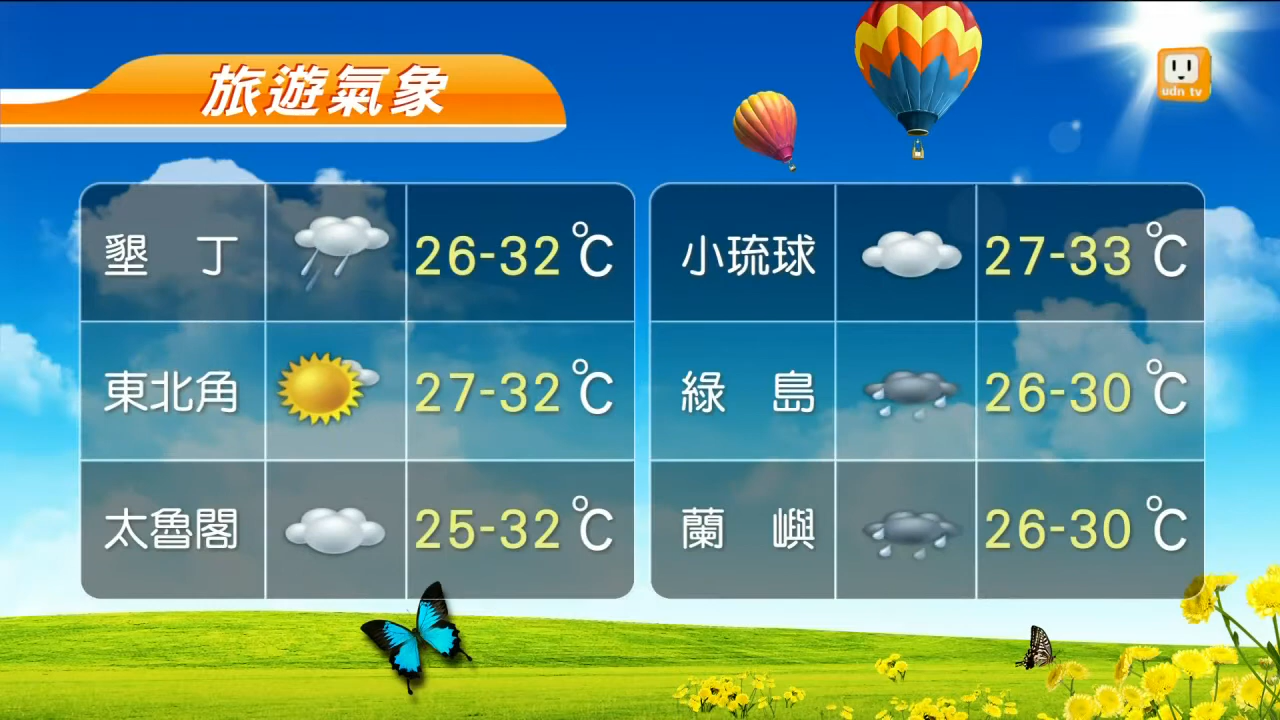 旅遊氣象
udn tv
墾丁 26-32℃
東北角 27-32℃
太魯閣 25-32℃
小琉球 27-33℃
綠島 26-30℃
蘭嶼 26-30℃